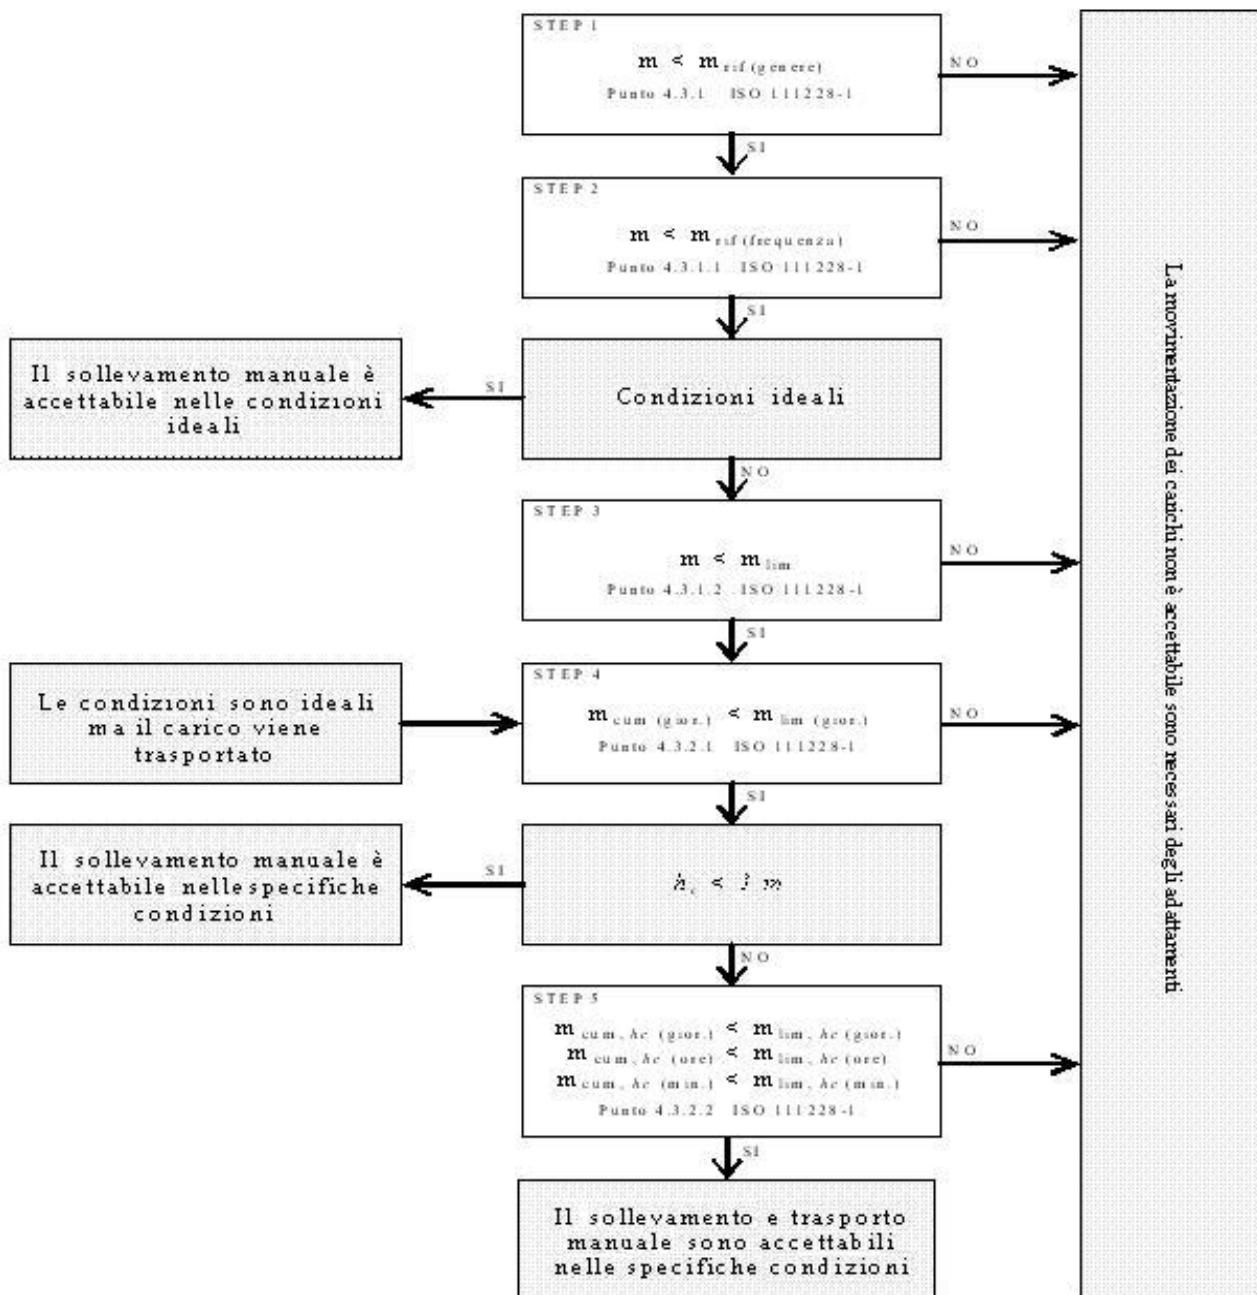 STEP 1
m < m rif (genere)
Punto 4.3.1 ISO 111228-1
NO
SI
STEP 2
m < m rif (frequenza)
Punto 4.3.1.1 ISO 111228-1
NO
SI
Il sollevamento manuale è
accettabile nelle condizioni
ideali
SI
Condizioni ideali
NO
STEP 3
m < m lim
Punto 4.3.1.2 ISO 111228-1
NO
SI
Le condizioni sono ideali
ma il carico viene
trasportato
STEP 4
m cum (gior.) < m lim (gior.)
Punto 4.3.2.1 ISO 111228-1
NO
SI
Il sollevamento manuale è
accettabile nelle specifiche
condizioni
SI
h c < m
NO
STEP 5
m cum, hc (gior.) < m lim, hc (gior.)
m cum, hc (ore) < m lim, hc (ore)
m cum, hc (min.) < m lim, hc (min.)
Punto 4.3.2.2 ISO 111228-1
NO
SI
Il sollevamento e trasporto
manuale sono accettabili
nelle specifiche condizioni
La movimentazione dei carichi non è accettabile sono necessari degli adattamenti